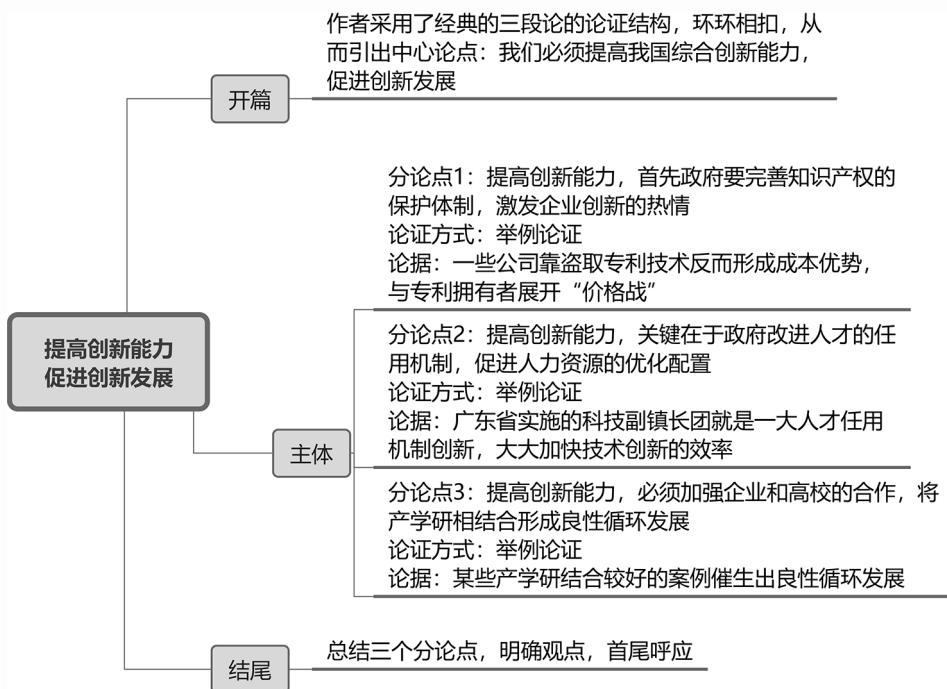 作者采用了经典的三段论的论证结构，环环相扣，从
而引出中心论点：我们必须提高我国综合创新能力，
促进创新发展
开篇
分论点1：提高创新能力，首先政府要完善知识产权的
保护体制，激发企业创新的热情
论证方式：举例论证
论据：一些公司靠盗取专利技术反而形成成本优势，
与专利拥有者展开“价格战”
提高创新能力
促进创新发展
分论点2：提高创新能力，关键在于政府改进人才的任
用机制，促进人力资源的优化配置
论证方式：举例论证
论据：广东省实施的科技副镇长团就是一大人才任用
机制创新，大大加快技术创新的效率
主体
分论点3：提高创新能力，必须加强企业和高校的合作，将
产学研相结合形成良性循环发展
论证方式：举例论证
论据：某些产学研结合较好的案例催生出良性循环发展
结尾
总结三个分论点，明确观点，首尾呼应